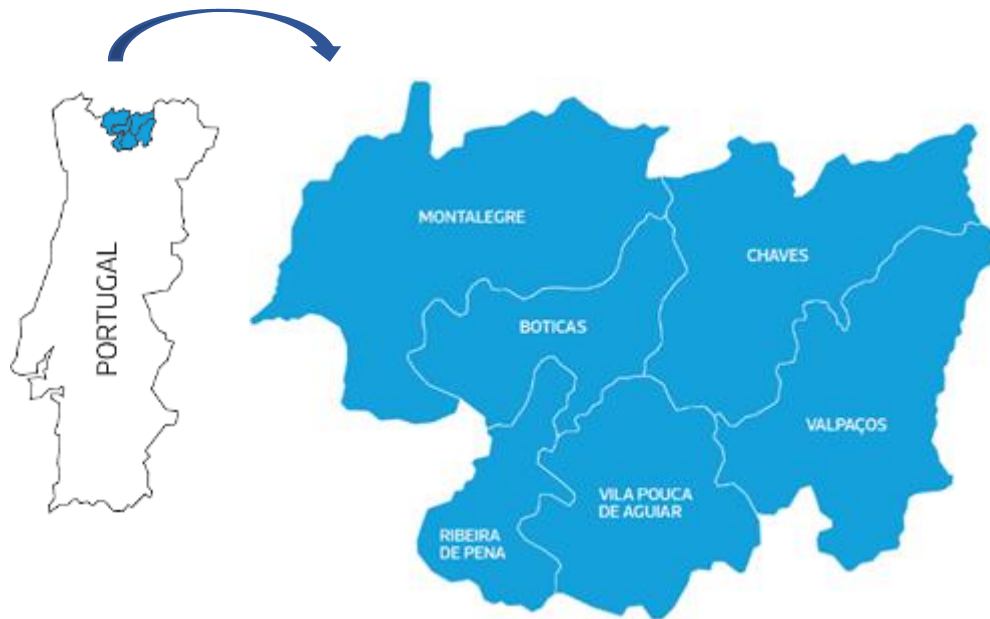 PORTUGAL
MONTALEGRE
CHAVES
BOTICAS
VALPAÇOS
VILA POUCA
DE AGUIAR
RIBEIRA
DE PENA